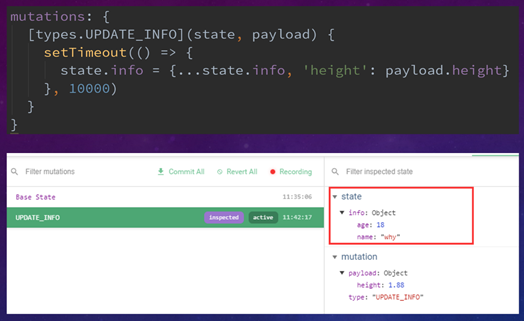 mutations: {
[types.UPDATE_INFO](state, payload) {
setTimeout(() => {
state.info = {...state.info, 'height': payload.height}
}, 10000)
}
}
Filter mutations
Commit All
Revert All
Recording
Base State
11:35:06
UPDATE_INFO
inspected
active
11:42:17
Filter inspected state
state
info: Object
age: 18
name: "why"
mutation
payload: Object
height: 1.88
type: "UPDATE_INFO"